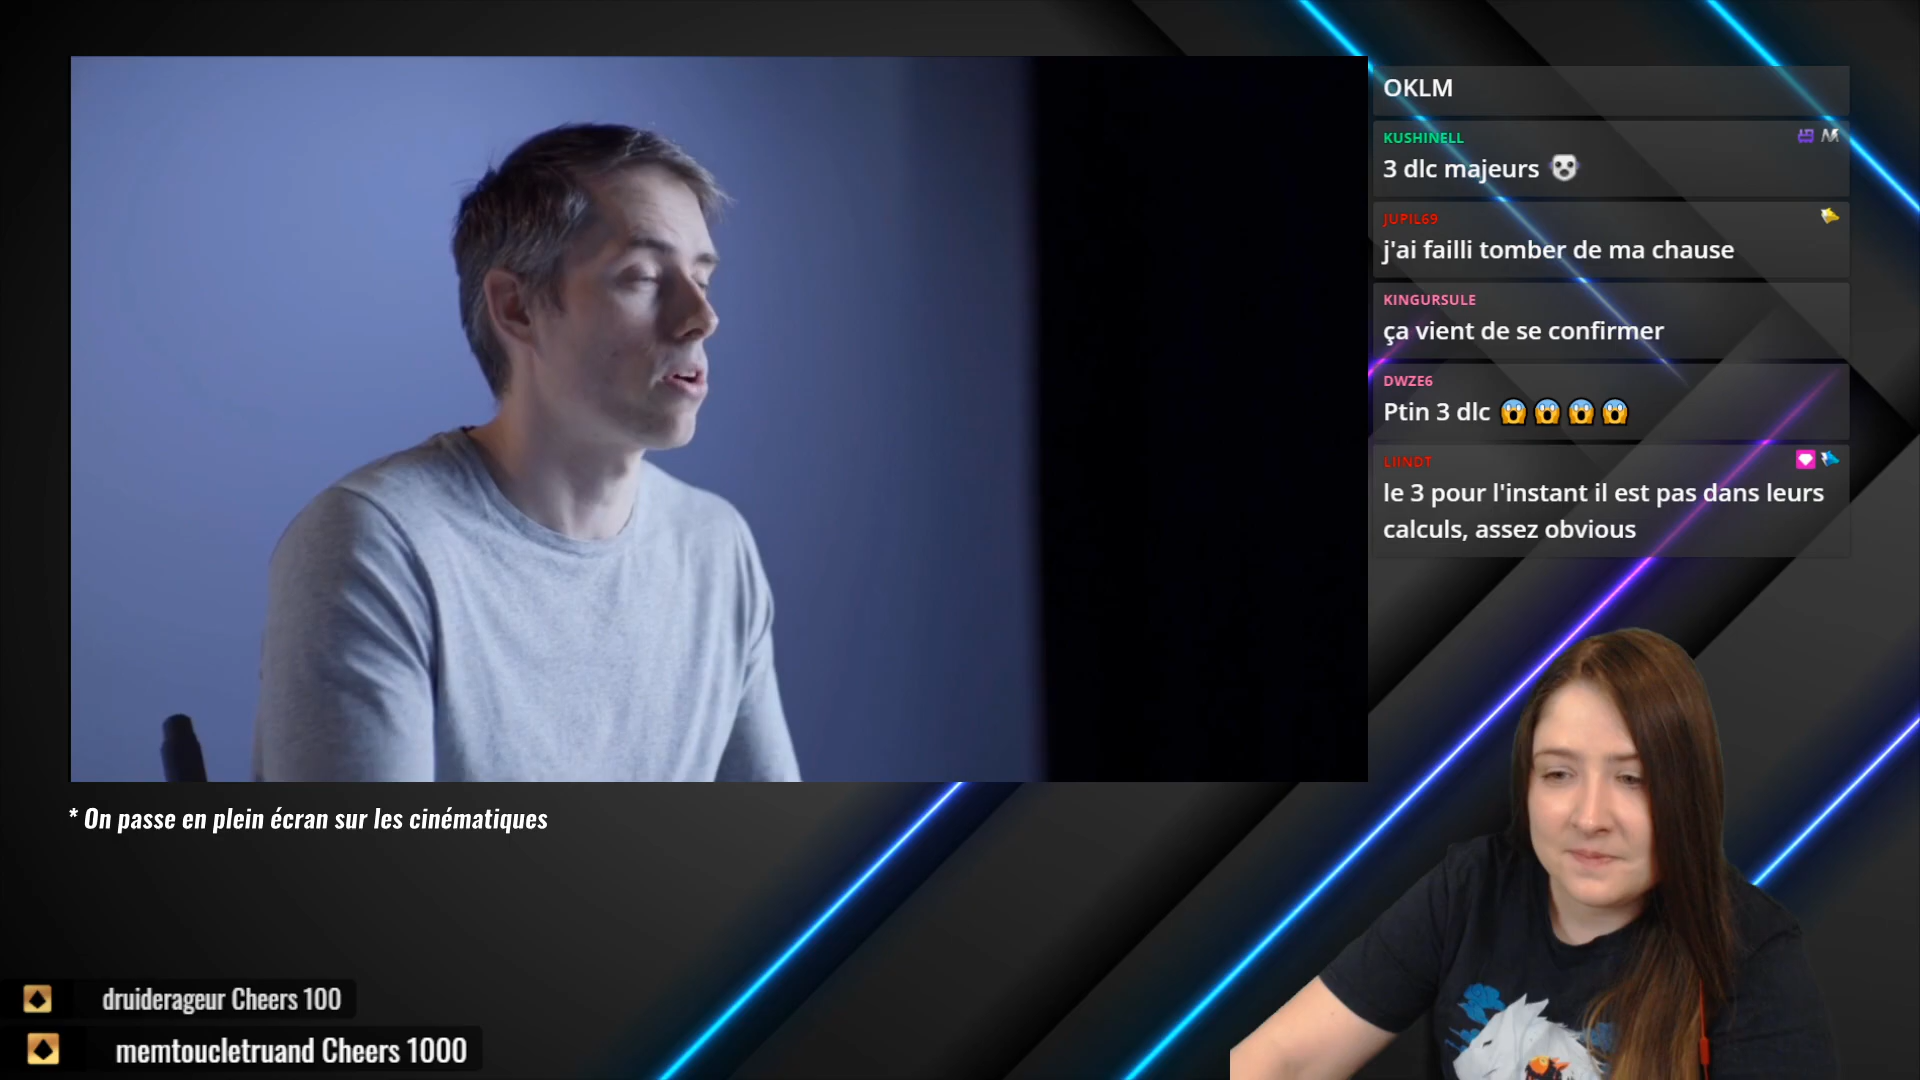 OKLM
KUSHINELL
3 dlc majeurs
JUPIL69
j'ai failli tomber de ma chause
KINGURSULE
ça vient de se confirmer
DWZE6
Ptin 3 dlc
LIINDT
le 3 pour l'instant il est pas dans leurs
calculs, assez obvious
* On passe en plein écran sur les cinématiques
druiderageur Cheers 100
memtoucletruand Cheers 1000